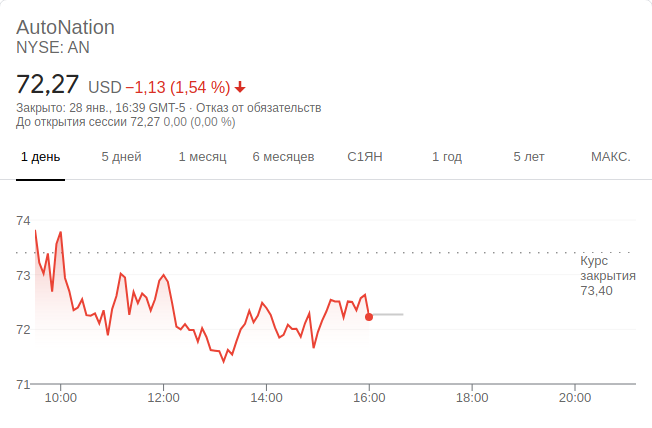 AutoNation
NYSE: AN
72,27 USD −1,13 (1,54 %)
Закрыто: 28 янв., 16:39 GMT-5 · Отказ от обязательств
До открытия сессии 72,27 0,00 (0,00 %)
1 день 5 дней 1 месяц 6 месяцев С1ЯН 1 год 5 лет МАКС.
74
Курс
закрытия
73
73,40
72
71
10:00 12:00 14:00 16:00 18:00 20:00